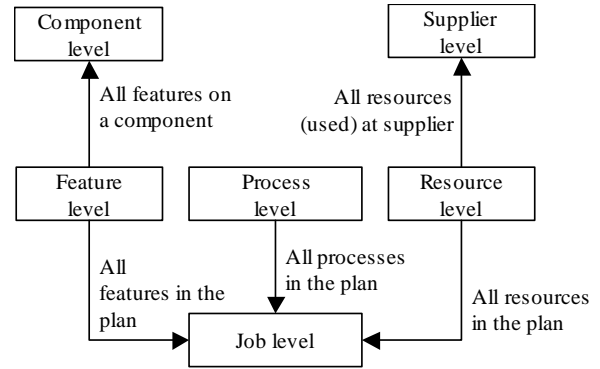 Component
level
Supplier
level
All features on
a component
All resources
(used) at supplier
Feature
level
Process
level
Resource
level
All
features in the
plan
All processes
in the plan
All resources
in the plan
Job level